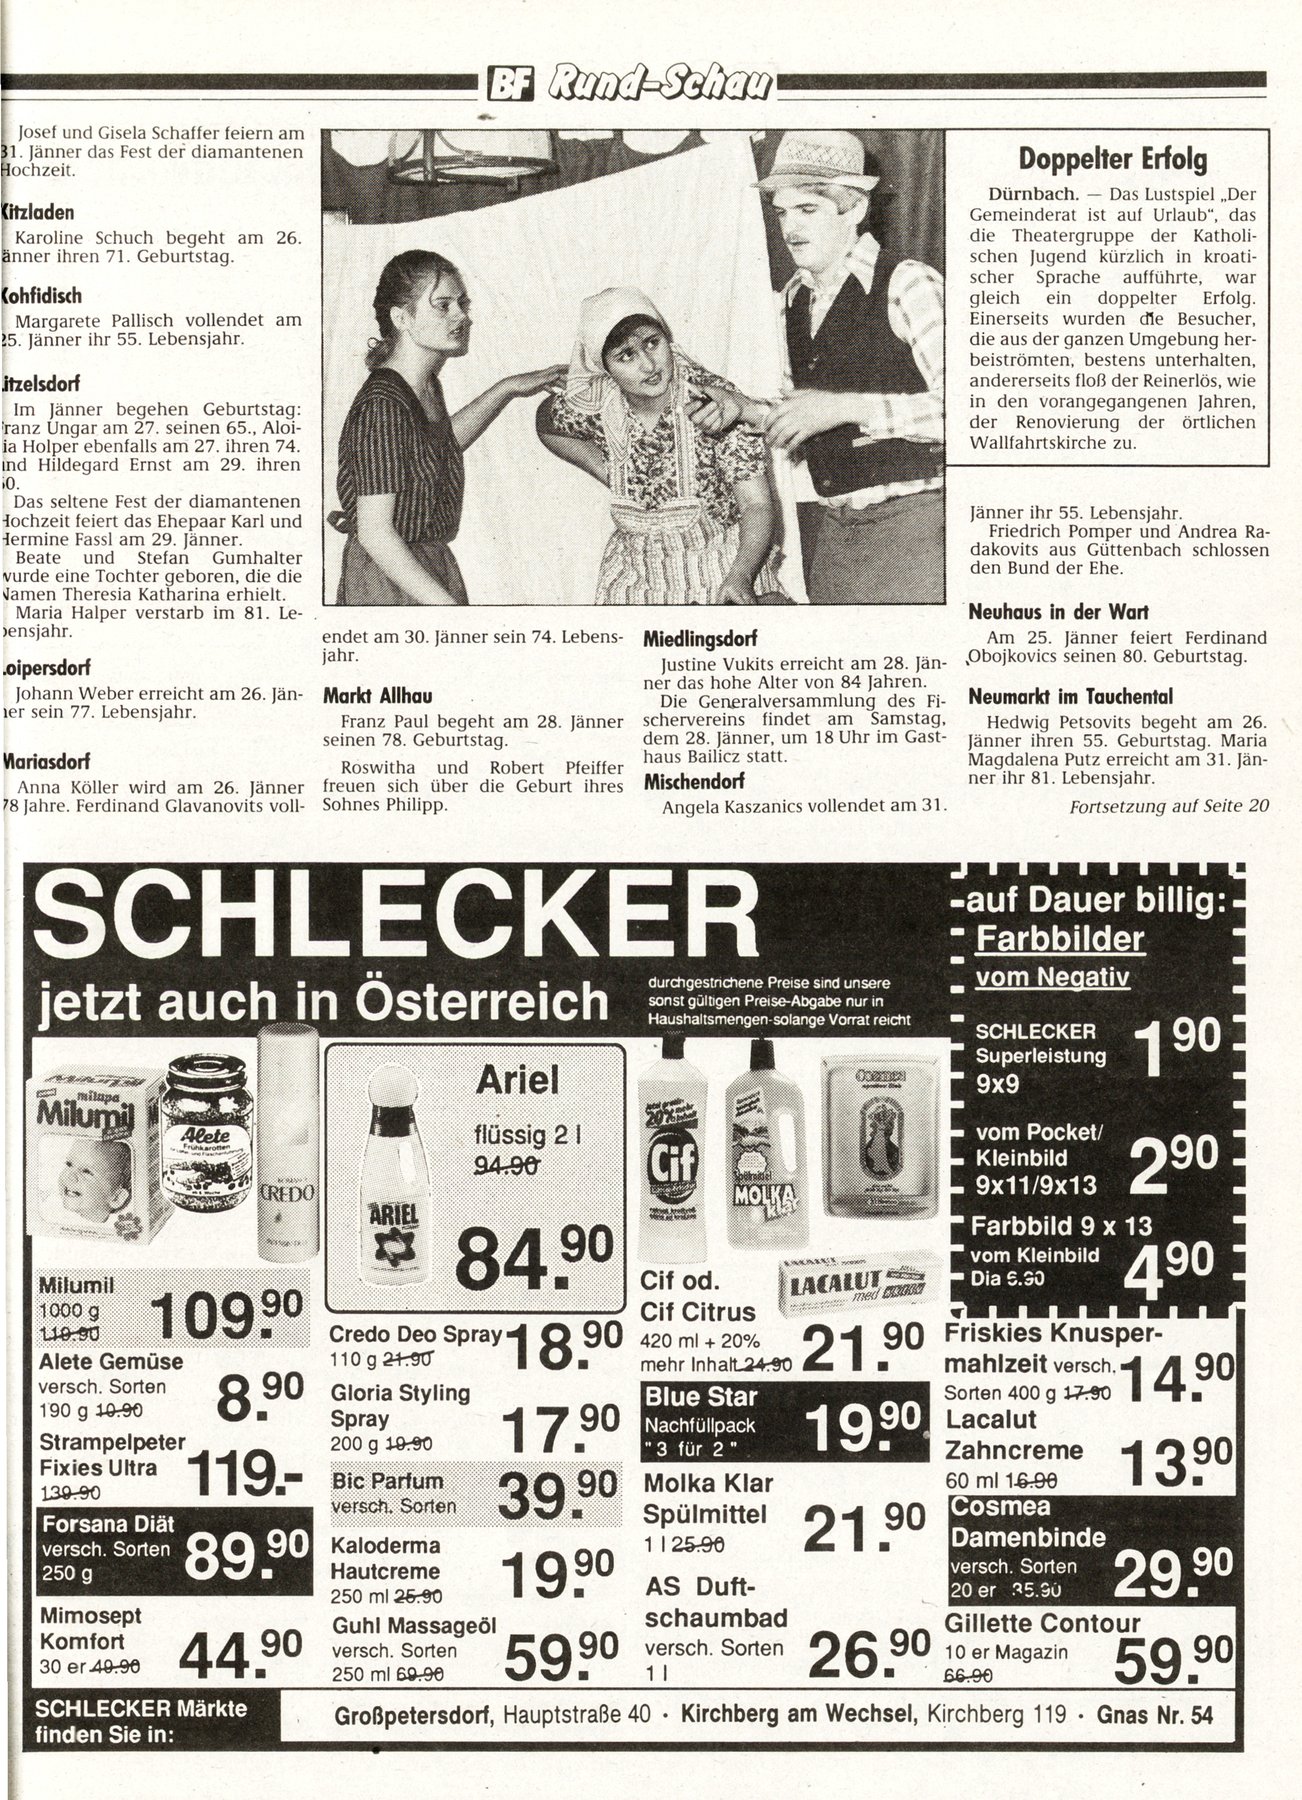 BF Rund-Schau
Josef und Gisela Schaffer feiern am
31. Jänner das Fest der diamantenen
Hochzeit.
Kitzladen
Karoline Schuch begeht am 26.
Jänner ihren 71. Geburtstag.
Kohfidisch
Margarete Pallisch vollendet am
25. Jänner ihr 55. Lebensjahr.
Litzelsdorf
Im Jänner begehen Geburtstag:
Franz Ungar am 27. seinen 65., Aloi-
sia Holper ebenfalls am 27. ihren 74.
und Hildegard Ernst am 29. ihren
0.
Das seltene Fest der diamantenen
Hochzeit feiert das Ehepaar Karl und
Hermine Fassl am 29. Jänner.
Beate und Stefan Gumhalter
wurde eine Tochter geboren, die die
Namen Theresia Katharina erhielt.
Maria Halper verstarb im 81. Le-
bensjahr.
Loipersdorf
Johann Weber erreicht am 26. Jän-
ner sein 77. Lebensjahr.
Mariasdorf
Anna Köller wird am 26. Jänner
78 Jahre. Ferdinand Glavanovits voll-
endet am 30. Jänner sein 74. Lebens-
jahr.
Markt Allhau
Franz Paul begeht am 28. Jänner
seinen 78. Geburtstag.
Roswitha und Robert Pfeiffer
freuen sich über die Geburt ihres
Sohnes Philipp.
Miedlingsdorf
Justine Vukits erreicht am 28. Jän-
ner das hohe Alter von 84 Jahren.
Die Generalversammlung des Fi-
schervereins findet am Samstag,
dem 28. Jänner, um 18 Uhr im Gast-
haus Bailicz statt.
Mischendorf
Angela Kaszanics vollendet am 31.
Jänner ihr 55. Lebensjahr.
Friedrich Pomper und Andrea Ra-
dakovits aus Güttenbach schlossen
den Bund der Ehe.
Neuhaus in der Wart
Am 25. Jänner feiert Ferdinand
Obojkovics seinen 80. Geburtstag.
Neumarkt im Tauchental
Hedwig Petsovits begeht am 26.
Jänner ihren 55. Geburtstag. Maria
Magdalena Putz erreicht am 31. Jän-
ner ihr 81. Lebensjahr.
Fortsetzung auf Seite 20
Doppelter Erfolg
Dürnbach. — Das Lustspiel „Der
Gemeinderat ist auf Urlaub“, das
die Theatergruppe der Katholi-
schen Jugend kürzlich in kroati-
scher Sprache aufführte, war
gleich ein doppelter Erfolg.
Einerseits wurden die Besucher,
die aus der ganzen Umgebung her-
beiströmten, bestens unterhalten,
andererseits floß der Reinerlös, wie
in den vorangegangenen Jahren,
der Renovierung der örtlichen
Wallfahrtskirche zu.
SCHLECKER
jetzt auch in Österreich
durchgestrichene Preise sind unsere
sonst gültigen Preise-Abgabe nur in
Haushaltsmengen-solange Vorrat reicht
auf Dauer billig:
Farbbilder
vom Negativ
SCHLECKER
Superleistung
9x9
1.90
vom Pocket/
Kleinbild
9x11/9x13
2.90
Farbbild 9 x 13
vom Kleinbild
Dia 6.90
4.90
milupa
Milumil
Alete
Frühkarotten
CREDO
ARIEL
Cif
MOLKA
klar
Cosmea
LACALUT
med
Milumil
1000 g
119.90
109.90
Alete Gemüse
versch. Sorten
190 g 10.90
8.90
Strampelpeter
Fixies Ultra
139.90
119.-
Forsana Diät
versch. Sorten
250 g
89.90
Mimosept
Komfort
30 er 49.90
44.90
Ariel
flüssig 2 l
94.90
84.90
Credo Deo Spray
110 g 21.90
18.90
Gloria Styling
Spray
200 g 19.90
17.90
Bic Parfum
versch. Sorten
39.90
Kaloderma
Hautcreme
250 ml 25.90
19.90
Guhl Massageöl
versch. Sorten
250 ml 69.90
59.90
Cif od.
Cif Citrus
420 ml + 20%
mehr Inhalt 24.90
21.90
Blue Star
Nachfüllpack
"3 für 2"
19.90
Molka Klar
Spülmittel
1 l 25.90
21.90
AS Duft-
schaumbad
versch. Sorten
1 l
26.90
Friskies Knusper-
mahlzeit versch.
Sorten 400 g 17.90
14.90
Lacalut
Zahncreme
60 ml 16.90
13.90
Cosmea
Damenbinde
versch. Sorten
20 er 35.90
29.90
Gillette Contour
10 er Magazin
66.90
59.90
SCHLECKER Märkte
finden Sie in:
Großpetersdorf, Hauptstraße 40 · Kirchberg am Wechsel, Kirchberg 119 · Gnas Nr. 54